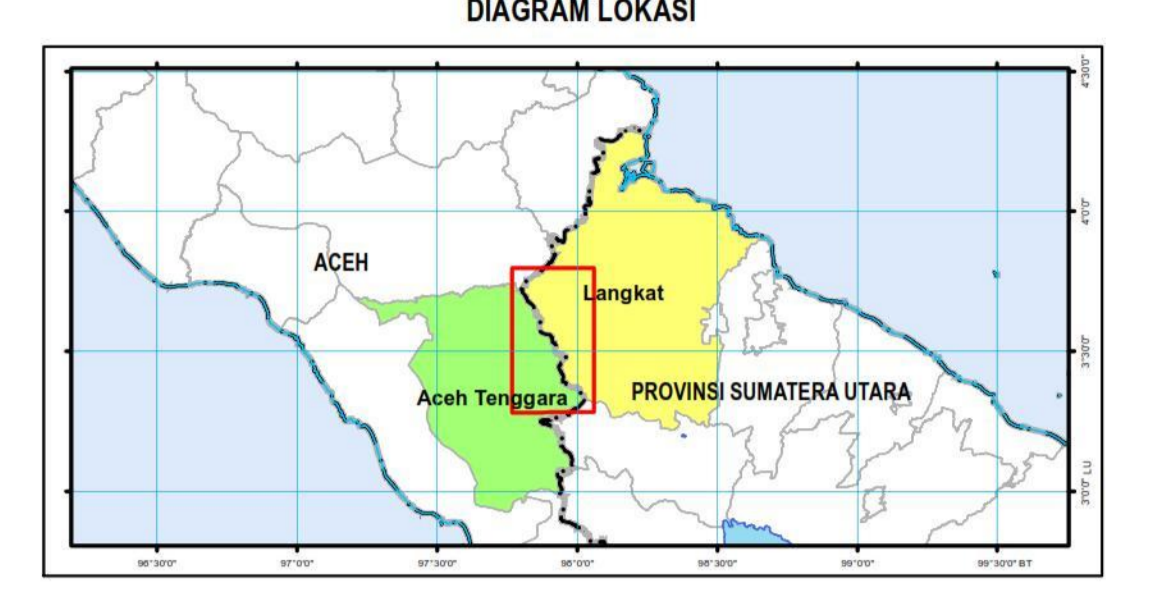 DIAGRAM LOKASI
4°30'0"
4°0'0"
ACEH
Langkat
3°30'0"
PROVINSI SUMATERA UTARA
Aceh Tenggara
3°0'0" LU
96°30'0"
97°0'0"
97°30'0"
98°0'0"
98°30'0"
99°0'0"
99°30'0" BT